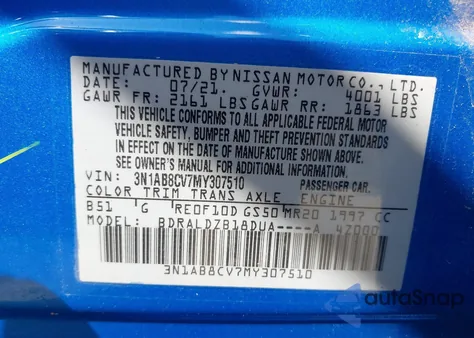 MANUFACTURED BY NISSAN MOTOR CO., LTD.
DATE: 07/21. GVWR: 4001 LBS
GAWR FR: 2161 LBS GAWR RR: 1863 LBS
THIS VEHICLE CONFORMS TO ALL APPLICABLE FEDERAL MOTOR
VEHICLE SAFETY, BUMPER AND THEFT PREVENTION STANDARDS
IN EFFECT ON THE DATE OF MANUFACTURE SHOWN ABOVE.
SEE OWNER'S MANUAL FOR ADDITIONAL INFORMATION
VIN: 3N1AB8CV7MY307510 PASSENGER CAR.
COLOR TRIM TRANS AXLE ENGINE
B51 G RE0F10D GS50 MR20 1997 CC
MODEL: BDRALDZB18DUA----A 4Z000
3N1AB8CV7MY307510
autoSnap